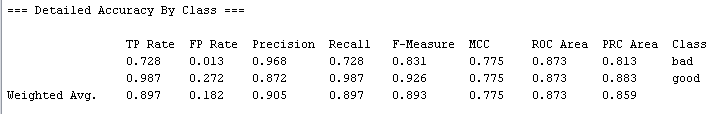 === Detailed Accuracy By Class ===
TP Rate FP Rate Precision Recall F-Measure MCC ROC Area PRC Area Class
0.728 0.013 0.968 0.728 0.831 0.775 0.873 0.813 bad
0.987 0.272 0.872 0.987 0.926 0.775 0.873 0.883 good
Weighted Avg. 0.897 0.182 0.905 0.897 0.893 0.775 0.873 0.859